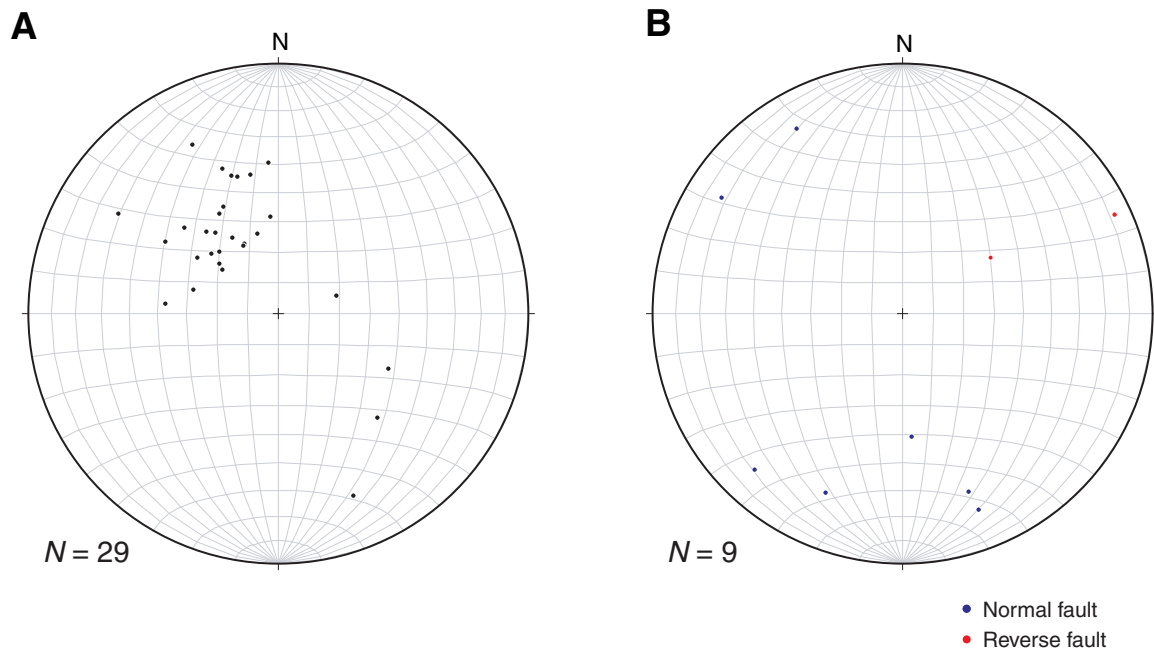 A
B
N
N
N = 29
N = 9
Normal fault
Reverse fault